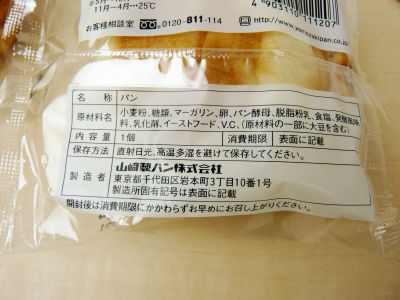 11月~4月…25℃
お客様相談室 0120-811-114
http://www.yamazakipan.co.jp
4 903110 111207
名称 パン
原材料名 小麦粉、糖類、マーガリン、卵、パン酵母、脱脂粉乳、食塩、発酵風味
料、乳化剤、イーストフード、V.C、(原材料の一部に大豆を含む)
内容量 1個 消費期限 表面に記載
保存方法 直射日光、高温多湿を避けて保存してください。
製造者 山崎製パン株式会社
東京都千代田区岩本町3丁目10番1号
製造所固有記号は表面に記載
開封後は消費期限にかかわらずお早めにお召し上がりください。